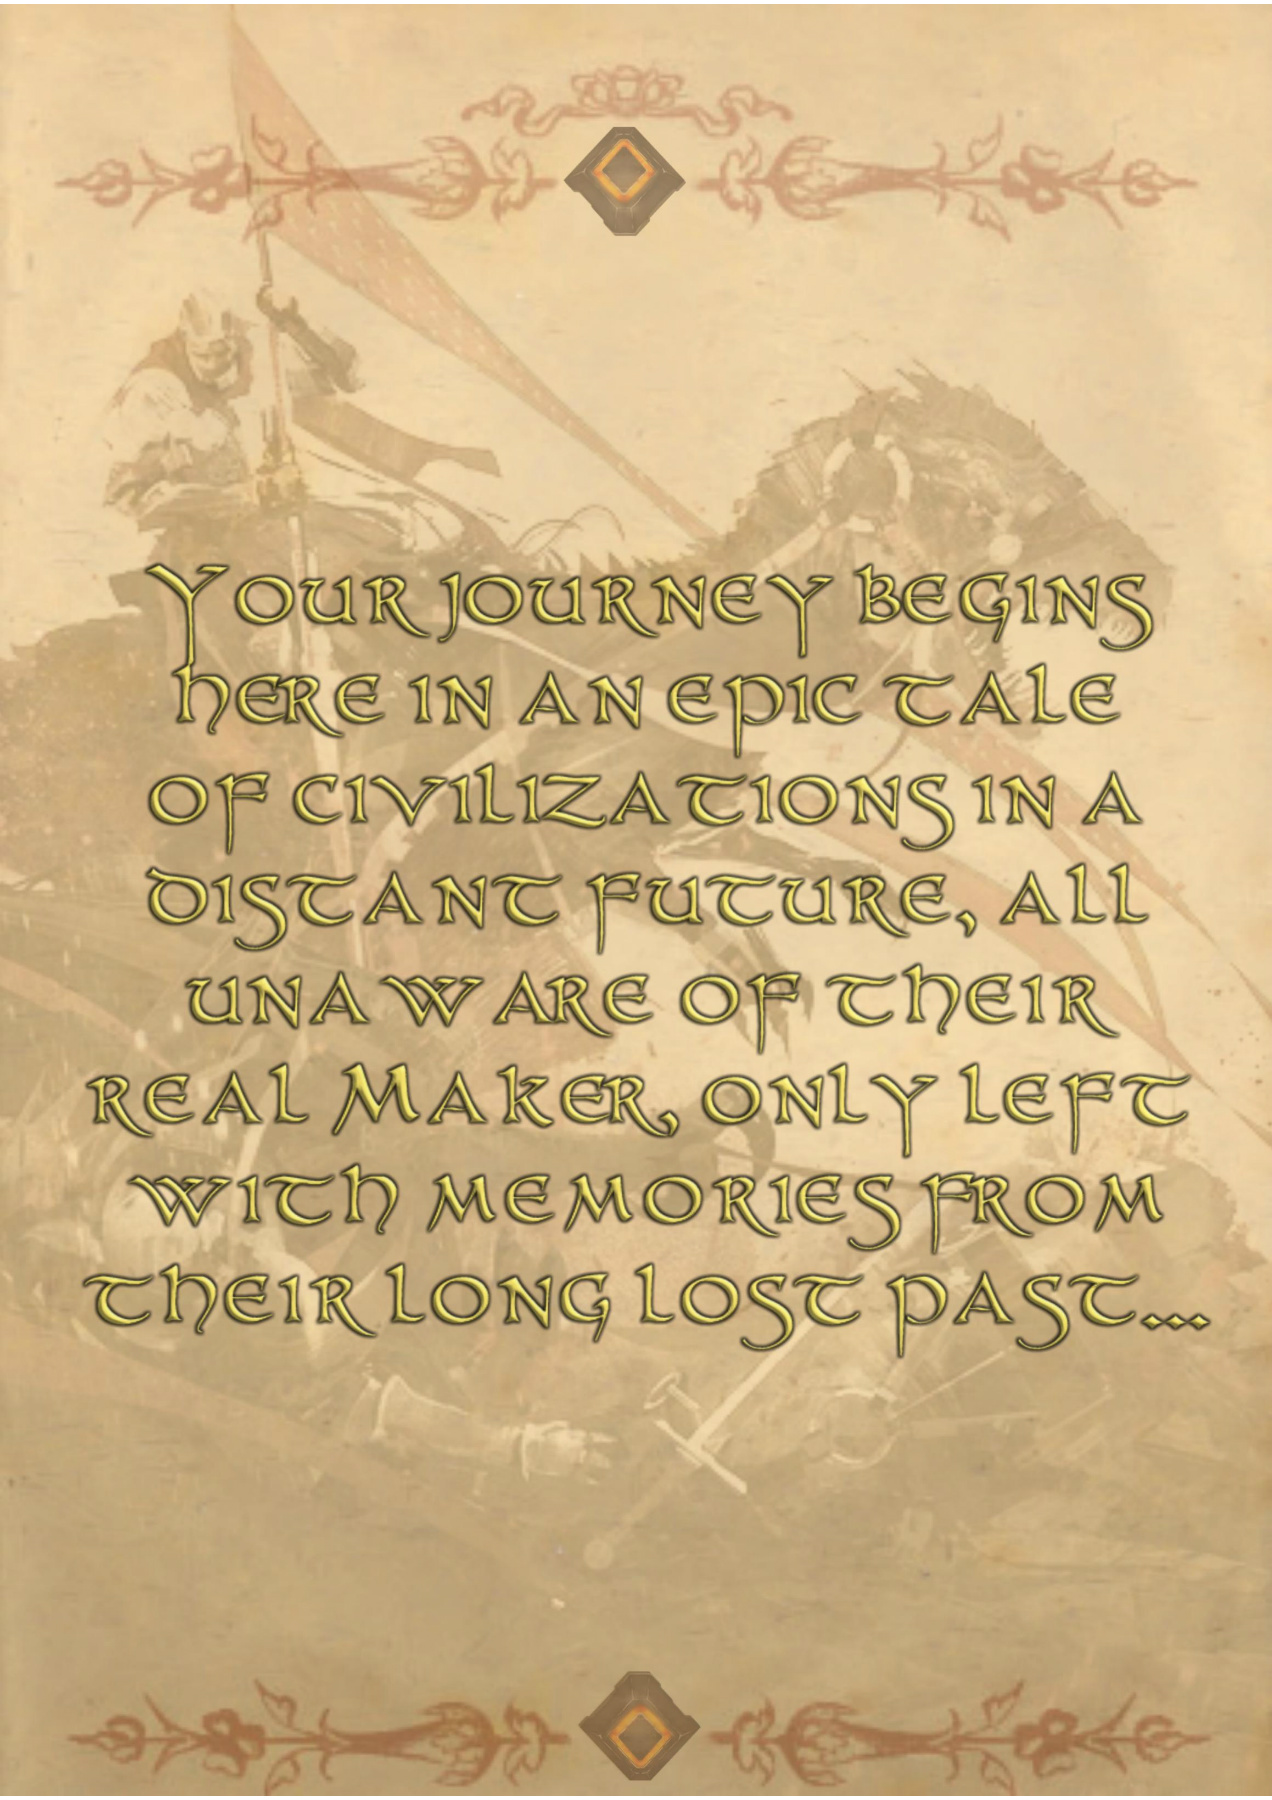 Your journey begins
here in an epic tale
of civilizations in a
distant future, all
unaware of their
real Maker, only left
with memories from
their long lost past...